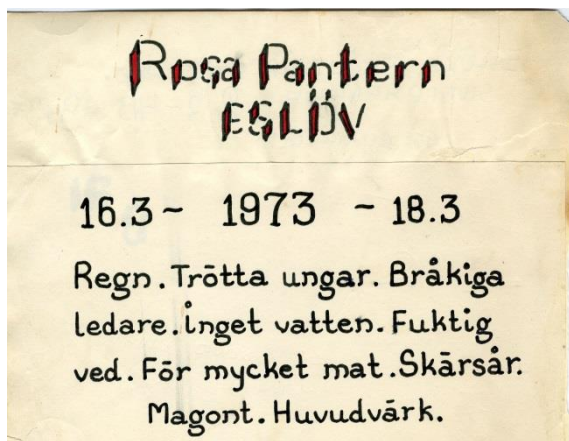 Rosa Pantern
ESLÖV
16.3 ~ 1973 ~ 18.3
Regn. Trötta ungar. Bråkiga
ledare. inget vatten. Fuktig
ved. För mycket mat. Skärsår.
Magont. Huvudvärk.